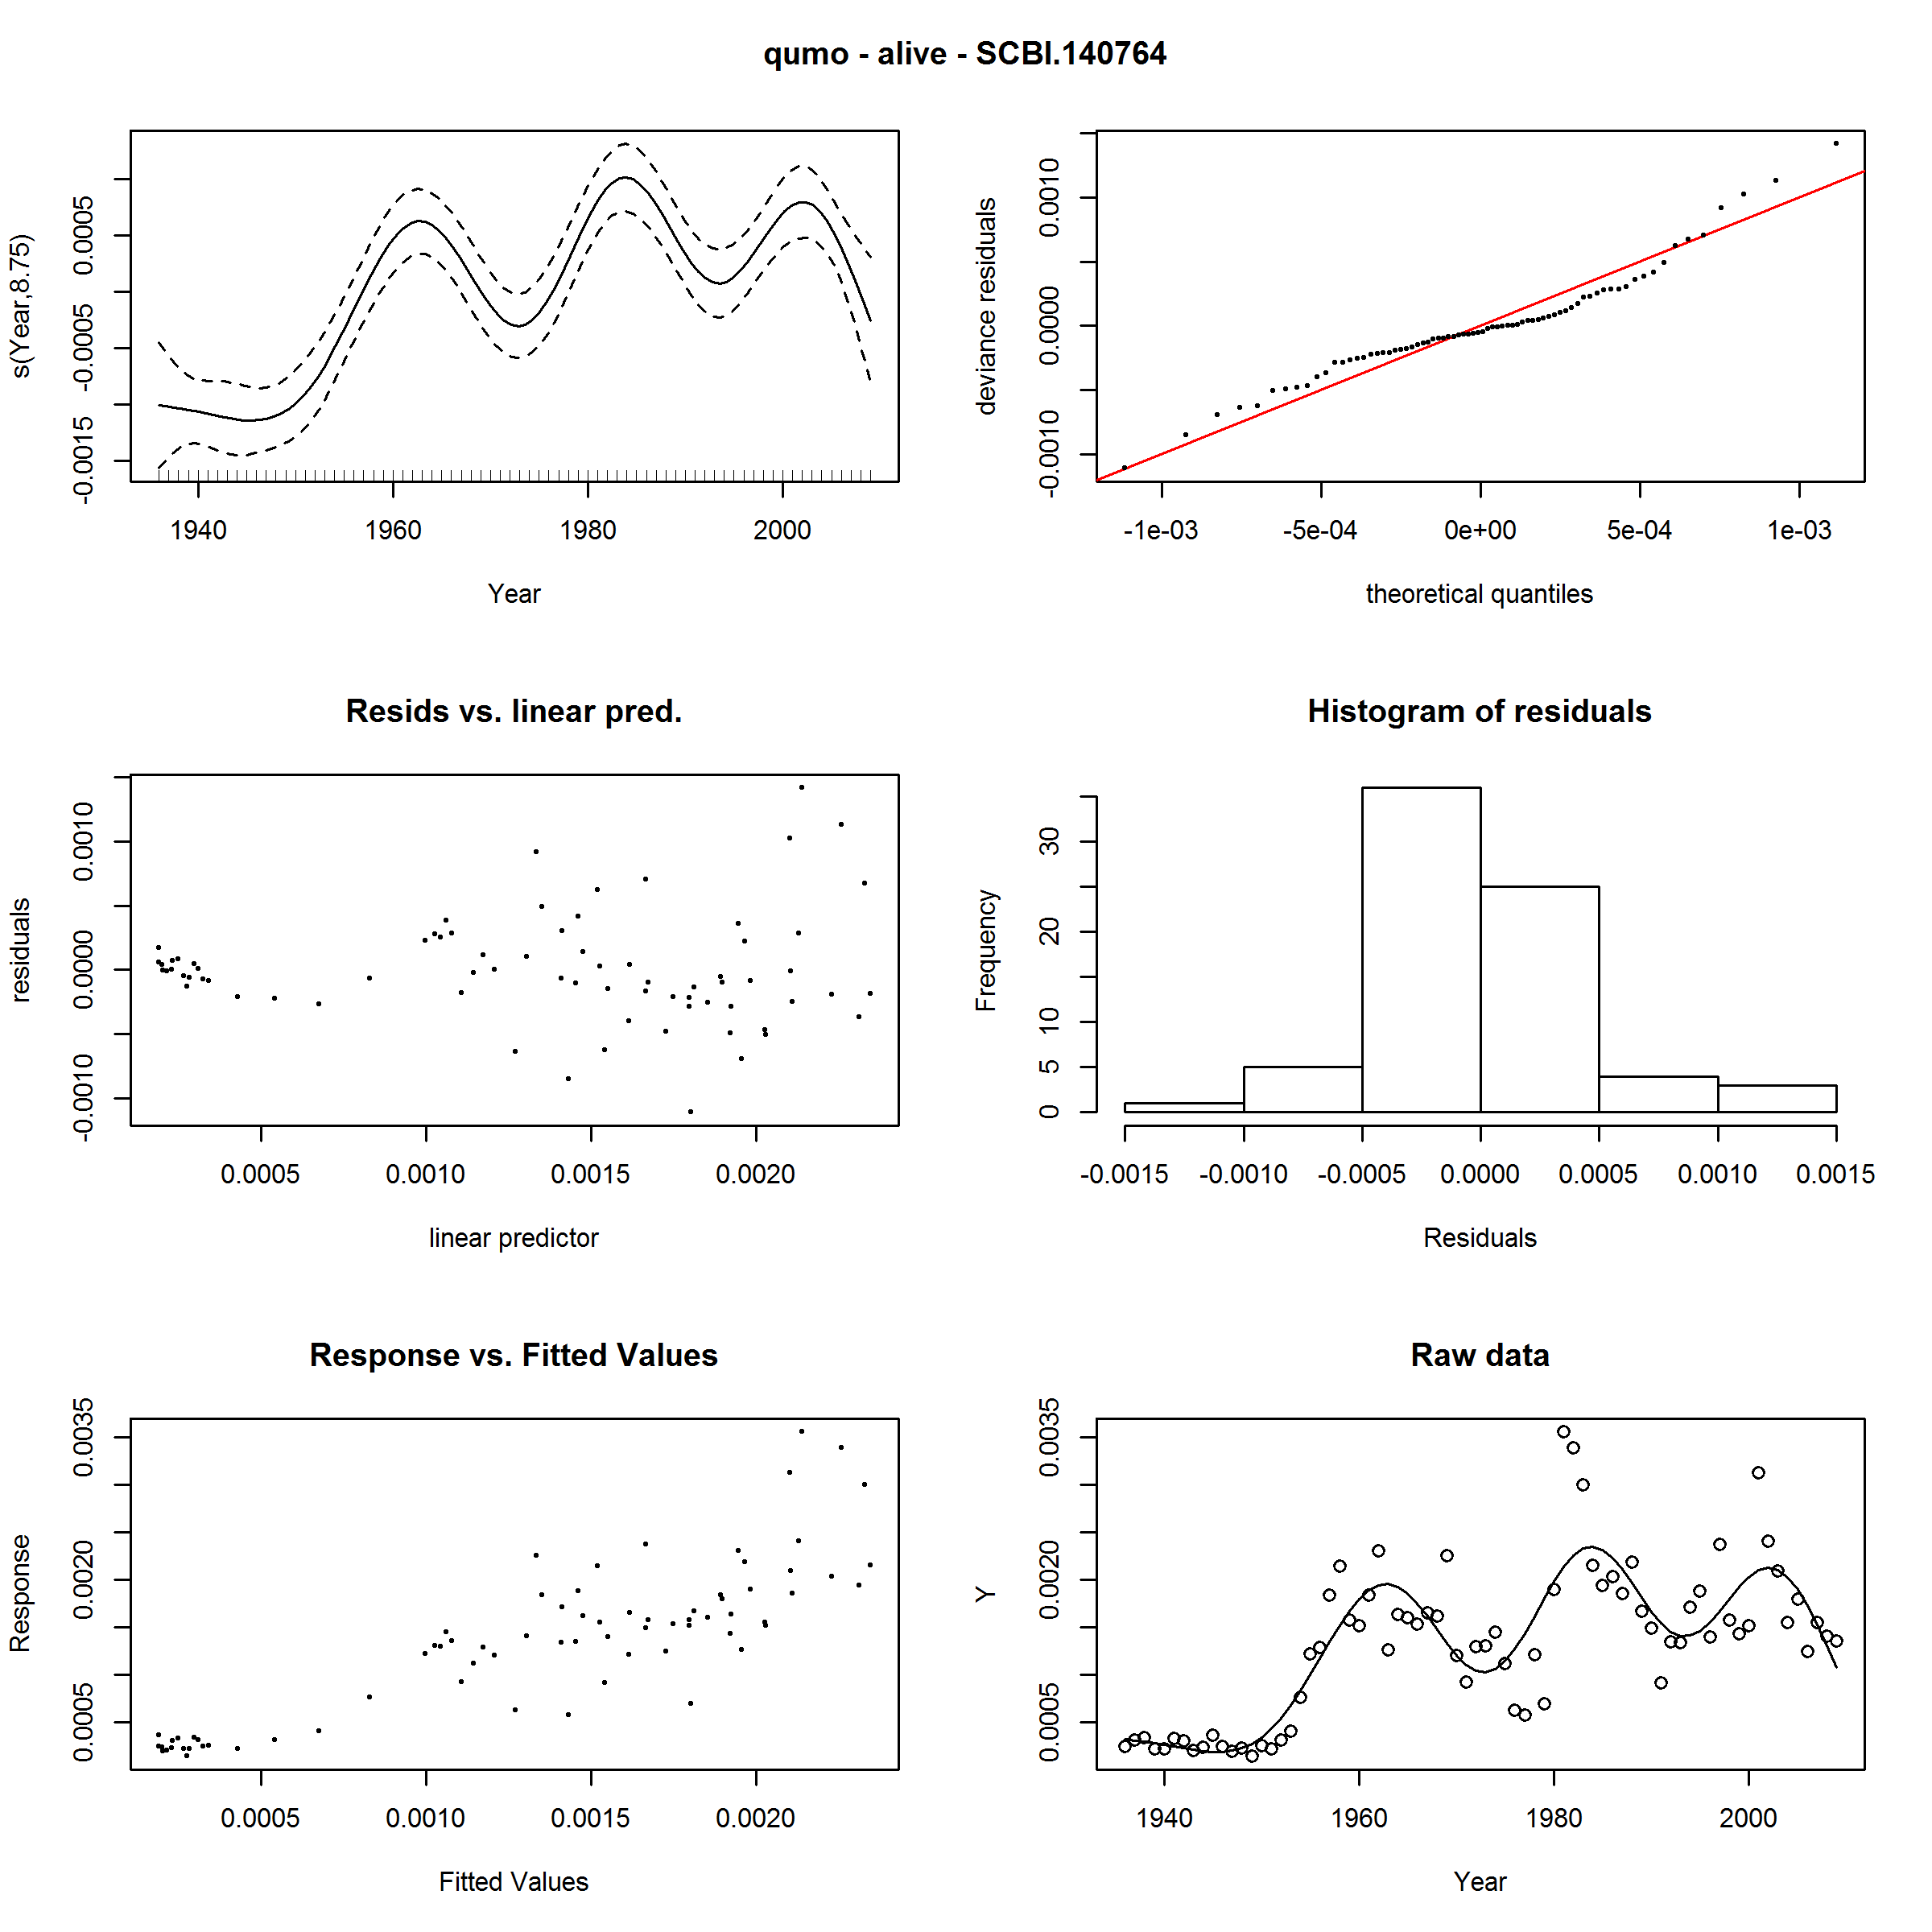 qumo - alive - SCBI.140764
s(Year,8.75)
-0.0015 -0.0005 0.0005
1940 1960 1980 2000
Year
deviance residuals
-0.0010 0.0000 0.0010
-1e-03 -5e-04 0e+00 5e-04 1e-03
theoretical quantiles
Resids vs. linear pred.
residuals
-0.0010 0.0000 0.0010
0.0005 0.0010 0.0015 0.0020
linear predictor
Histogram of residuals
Frequency
0 5 10 20 30
-0.0015 -0.0010 -0.0005 0.0000 0.0005 0.0010 0.0015
Residuals
Response vs. Fitted Values
Response
0.0005 0.0020 0.0035
0.0005 0.0010 0.0015 0.0020
Fitted Values
Raw data
Y
0.0005 0.0020 0.0035
1940 1960 1980 2000
Year